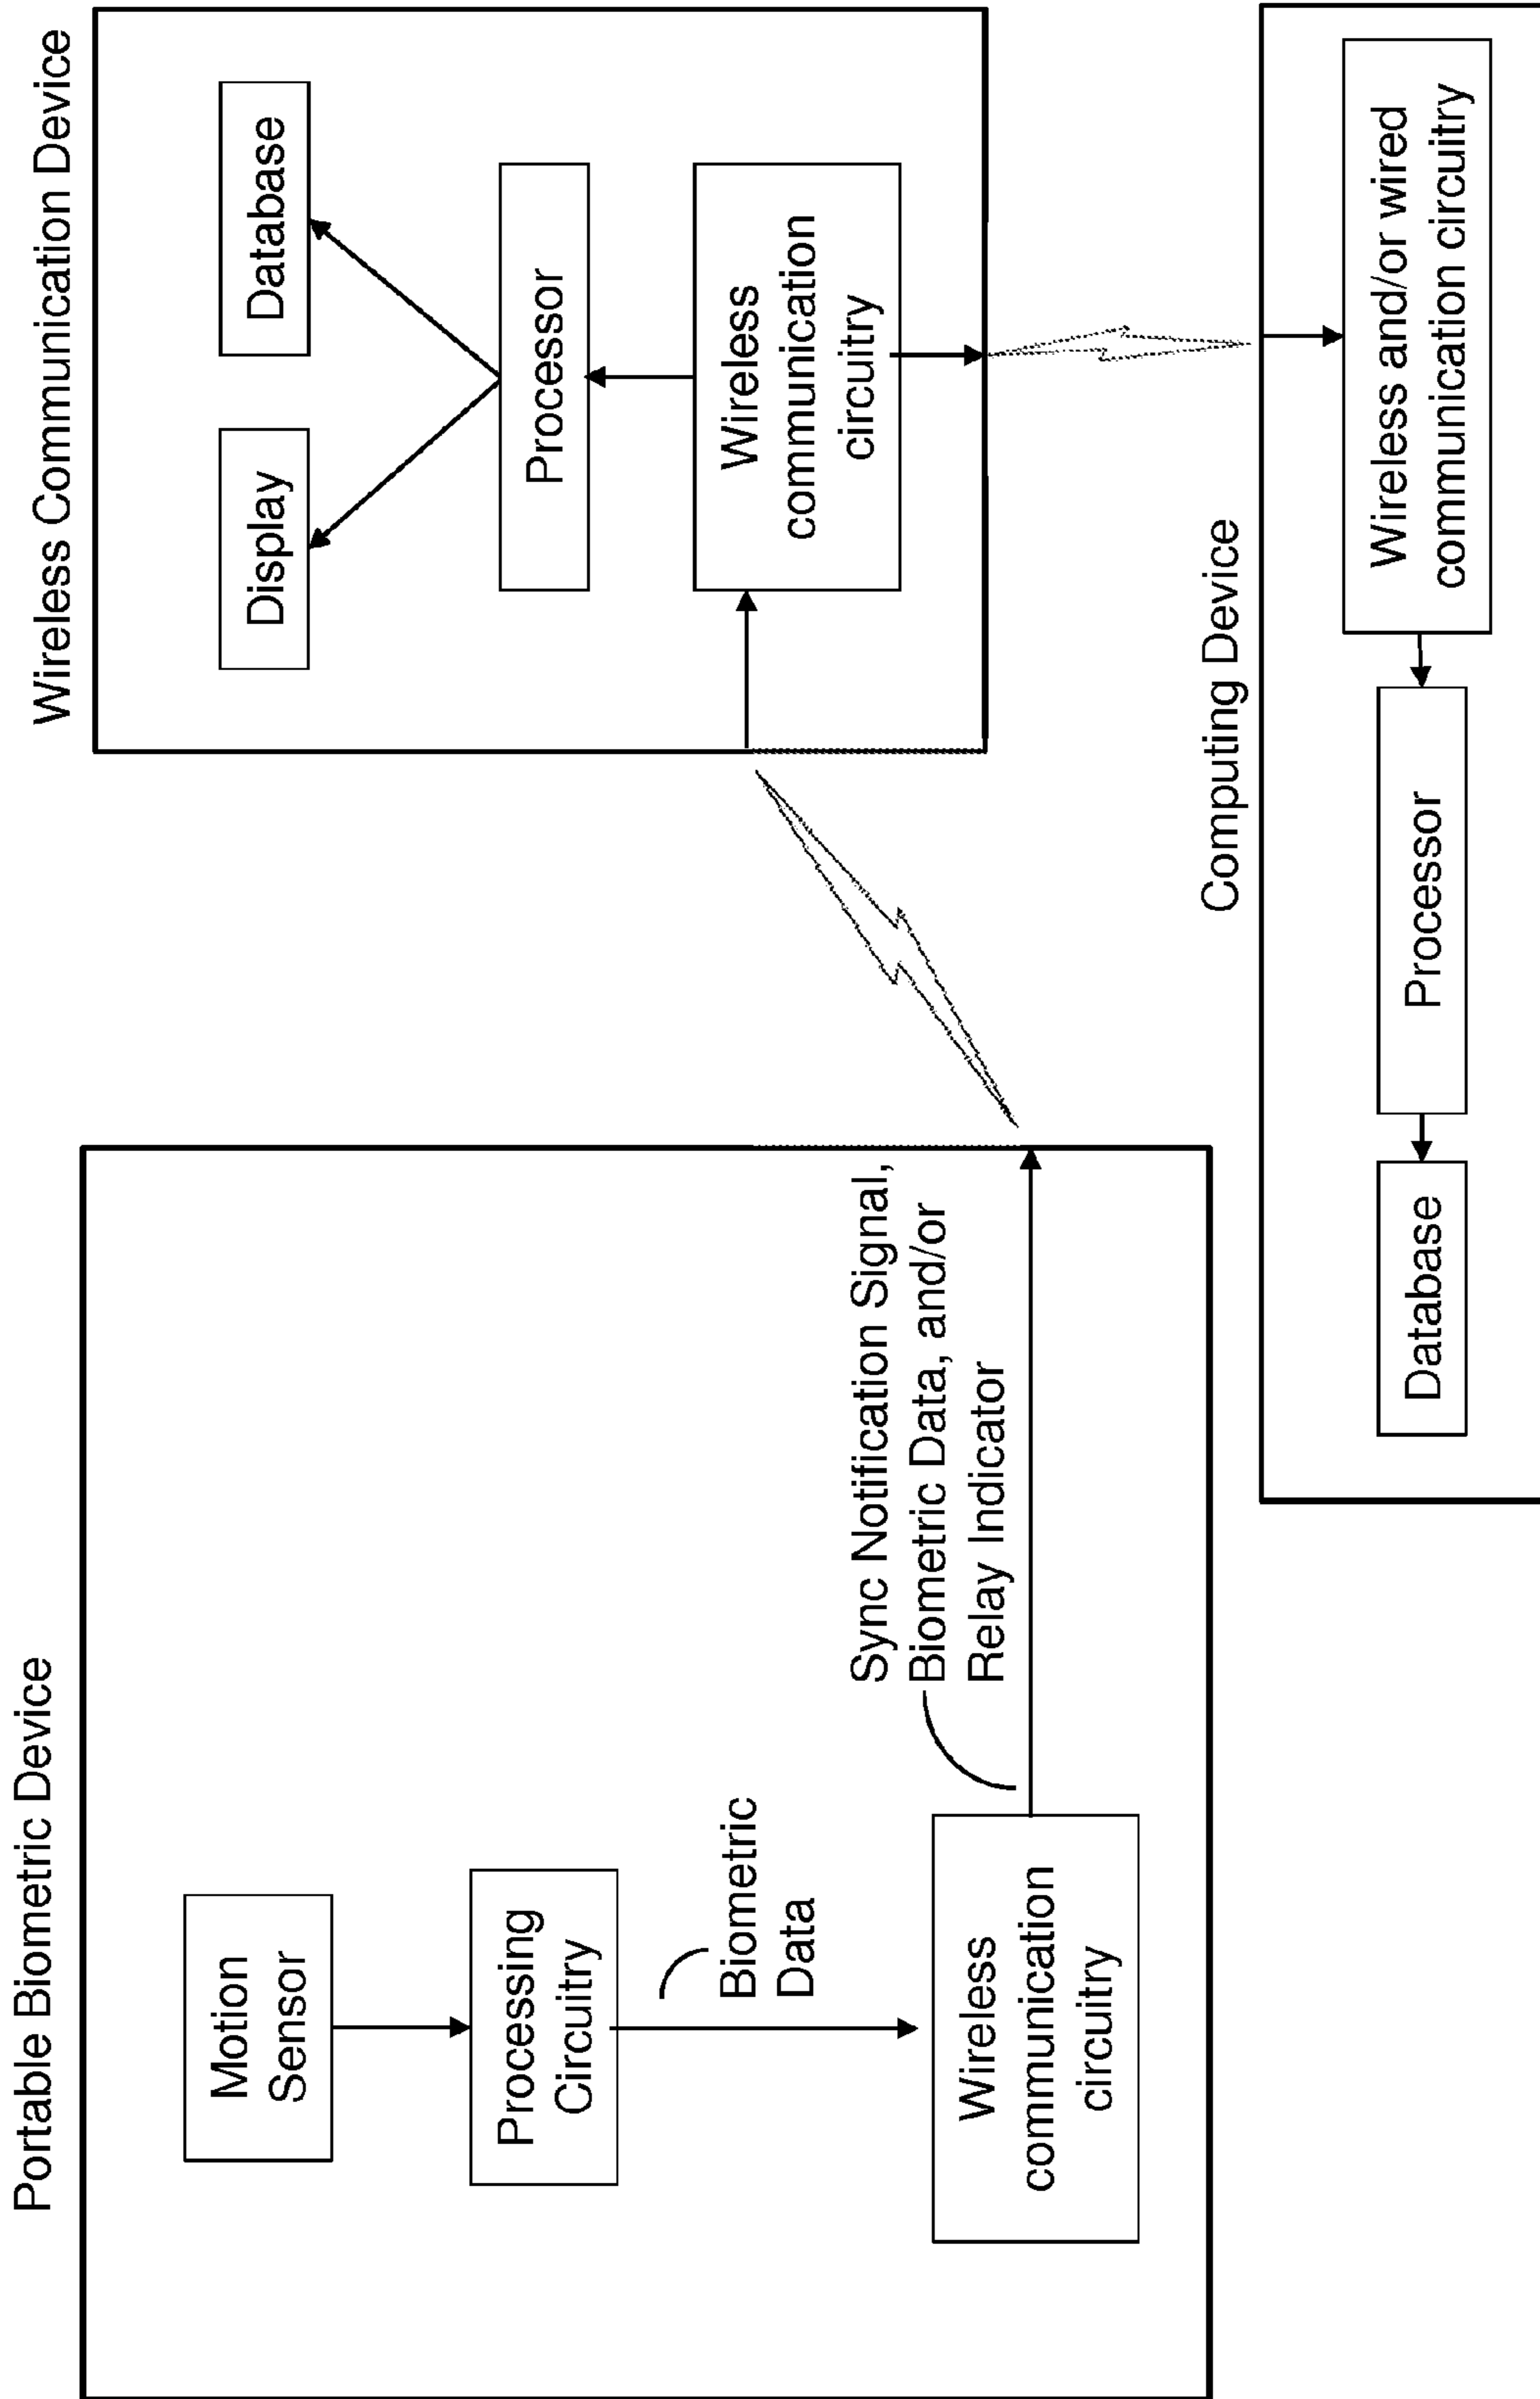 Portable Biometric Device
Motion
Sensor
Processing
Circuitry
Biometric
Data
Wireless
communication
circuitry
Sync Notification Signal,
Biometric Data, and/or
Relay Indicator
Wireless Communication Device
Display
Database
Processor
Wireless
communication
circuitry
Computing Device
Database
Processor
Wireless and/or wired
communication circuitry